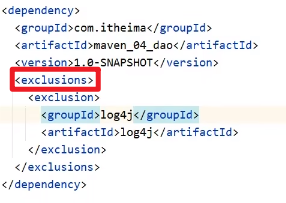 <dependency>
<groupId>com.itheima</groupId>
<artifactId>maven_04_dao</artifactId>
<version>1.0-SNAPSHOT</version>
<exclusions>
<exclusion>
<groupId>log4j</groupId>
<artifactId>log4j</artifactId>
</exclusion>
</exclusions>
</dependency>